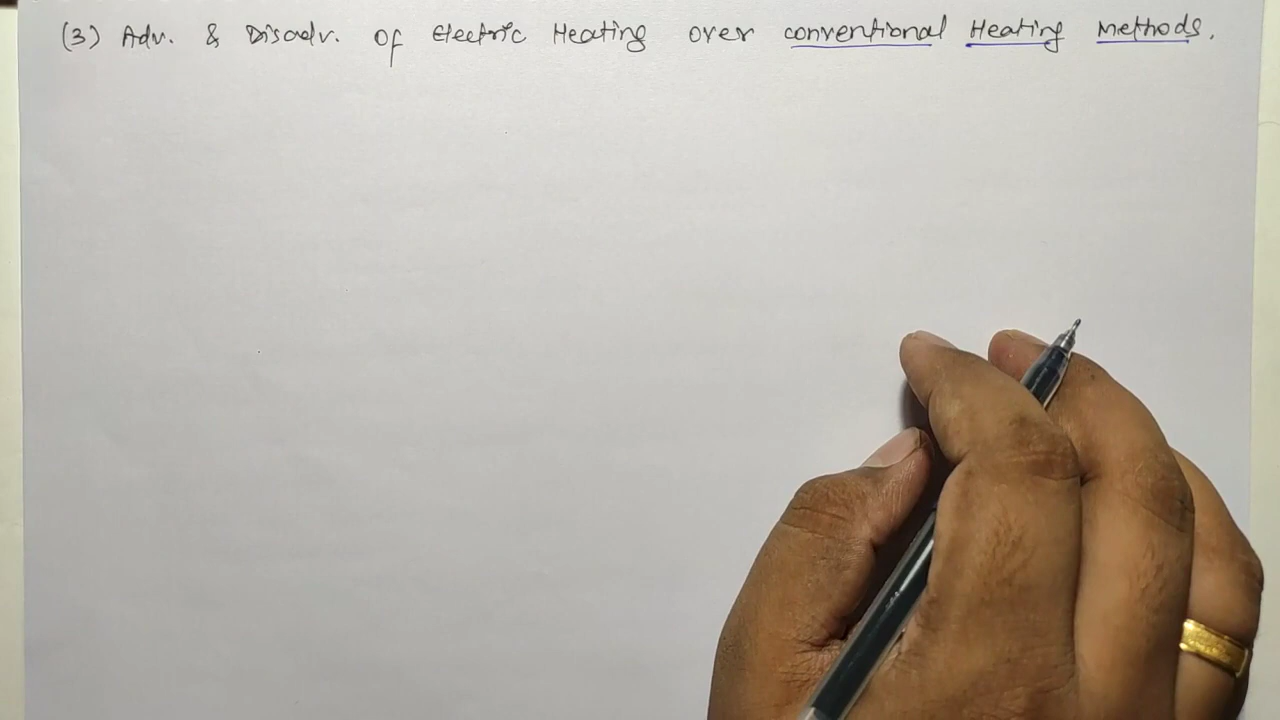 (3) Adv. & Disadv. of Electric Heating over conventional Heating Methods.